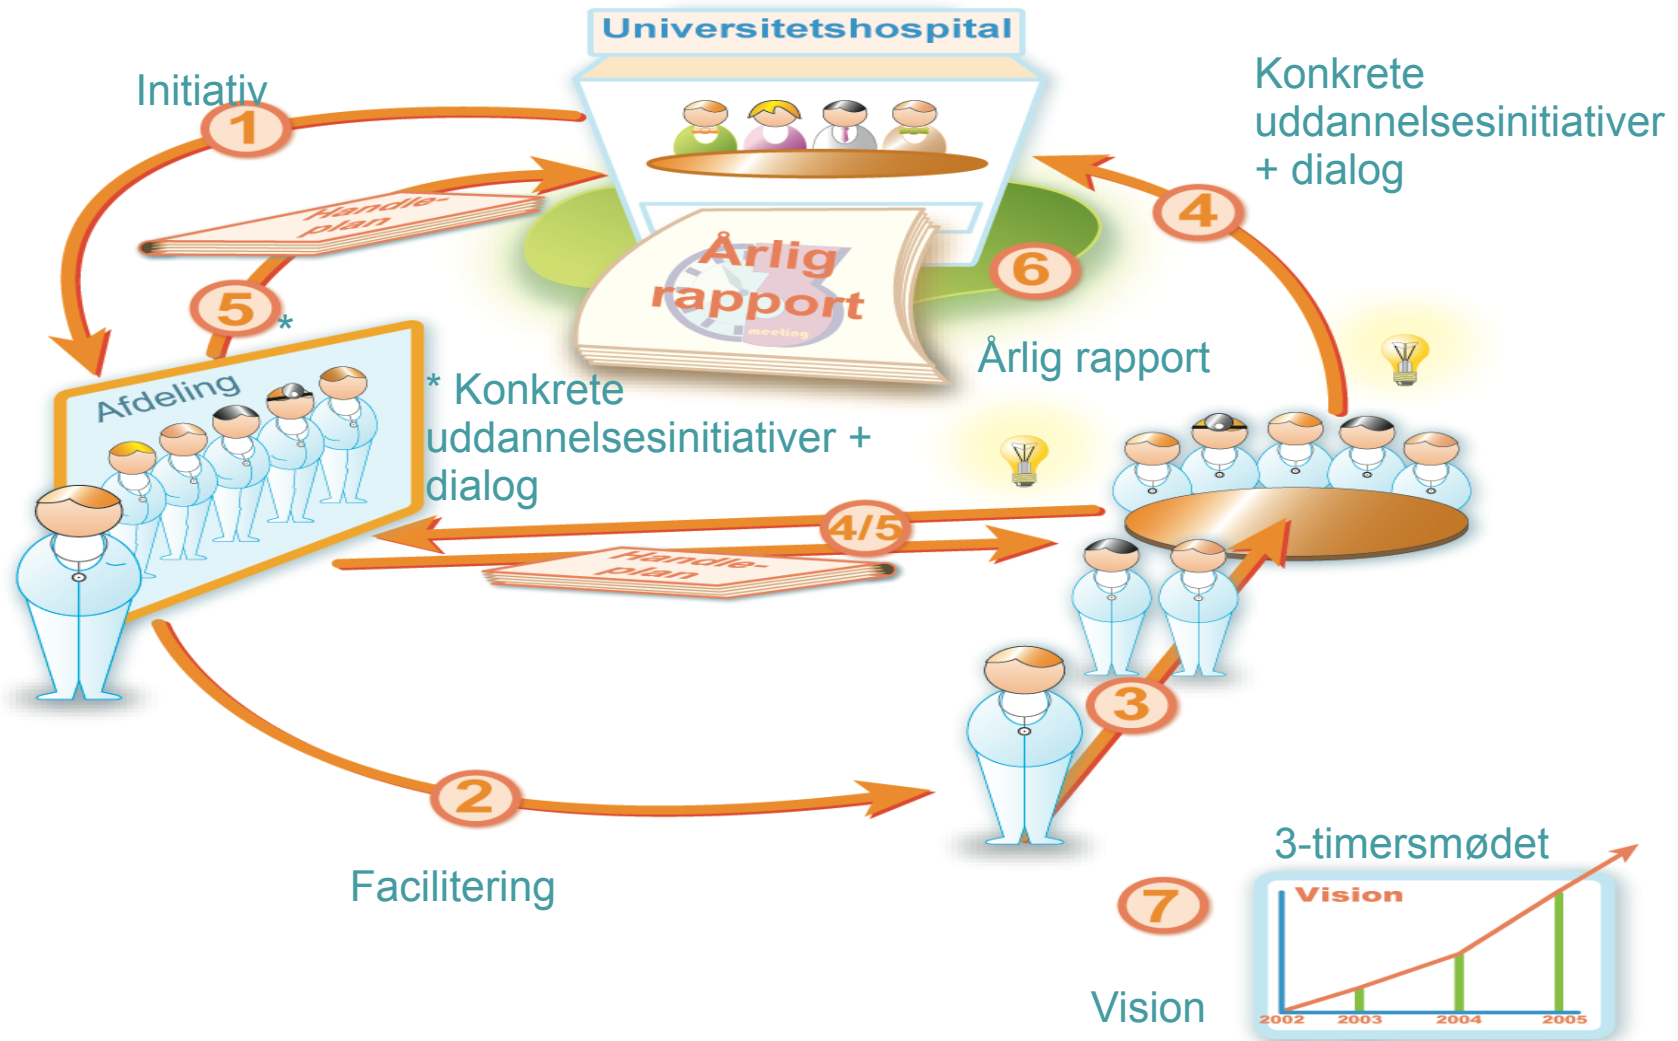 Universitetshospital
Initiativ
1
Konkrete
uddannelsesinitiativer
+ dialog
Handle-
plan
4
Årlig
rapport
meeting
6
5
*
Årlig rapport
Afdeling
* Konkrete
uddannelsesinitiativer +
dialog
4/5
Handle-
plan
3
2
Facilitering
3-timersmødet
7
Vision
Vision
2002 2003 2004 2005